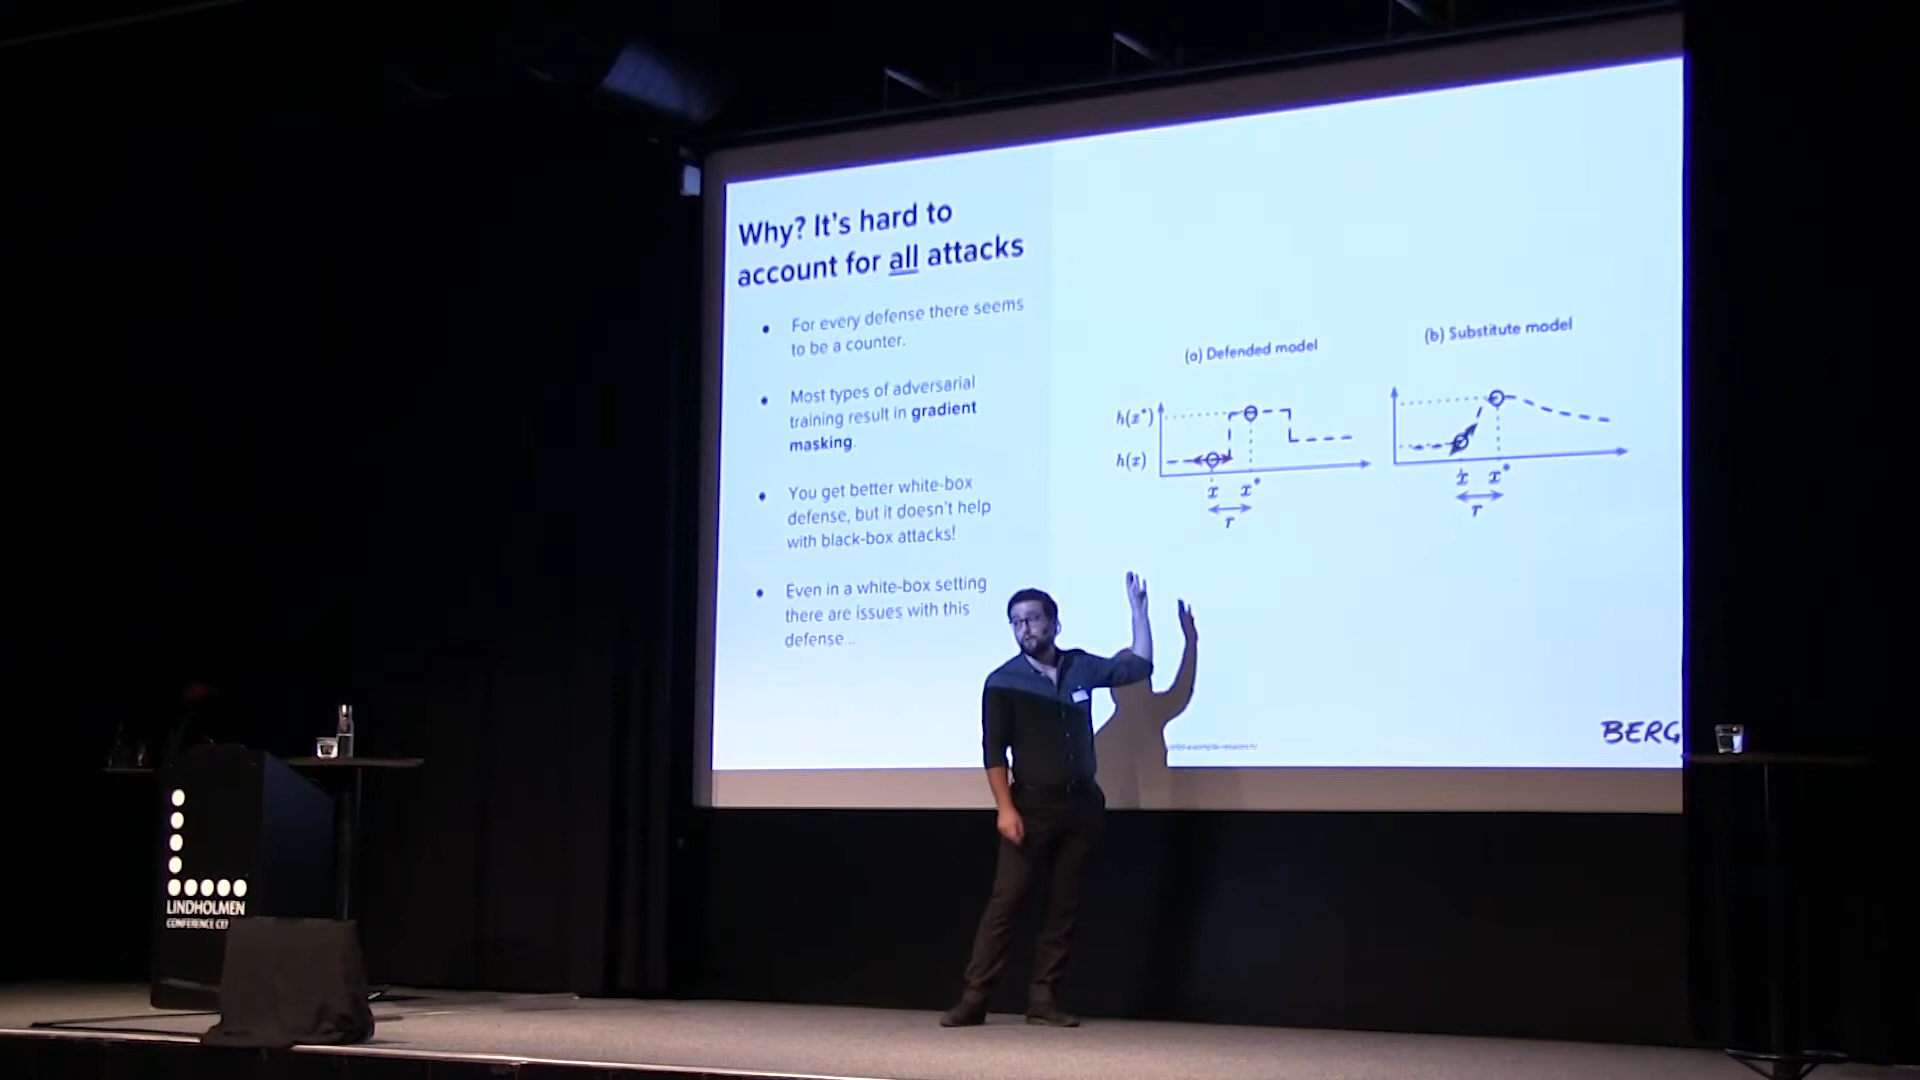 Why? It's hard to
account for all attacks
• For every defense there seems
to be a counter.
• Most types of adversarial
training result in gradient
masking.
• You get better white-box
defense, but it doesn't help
with black-box attacks!
• Even in a white-box setting
there are issues with this
defense...
(a) Defended model
h(x*)
h(x)
x x*
r
(b) Substitute model
x x*
r
BERG
LINDHOLMEN
CONFERENCE CE